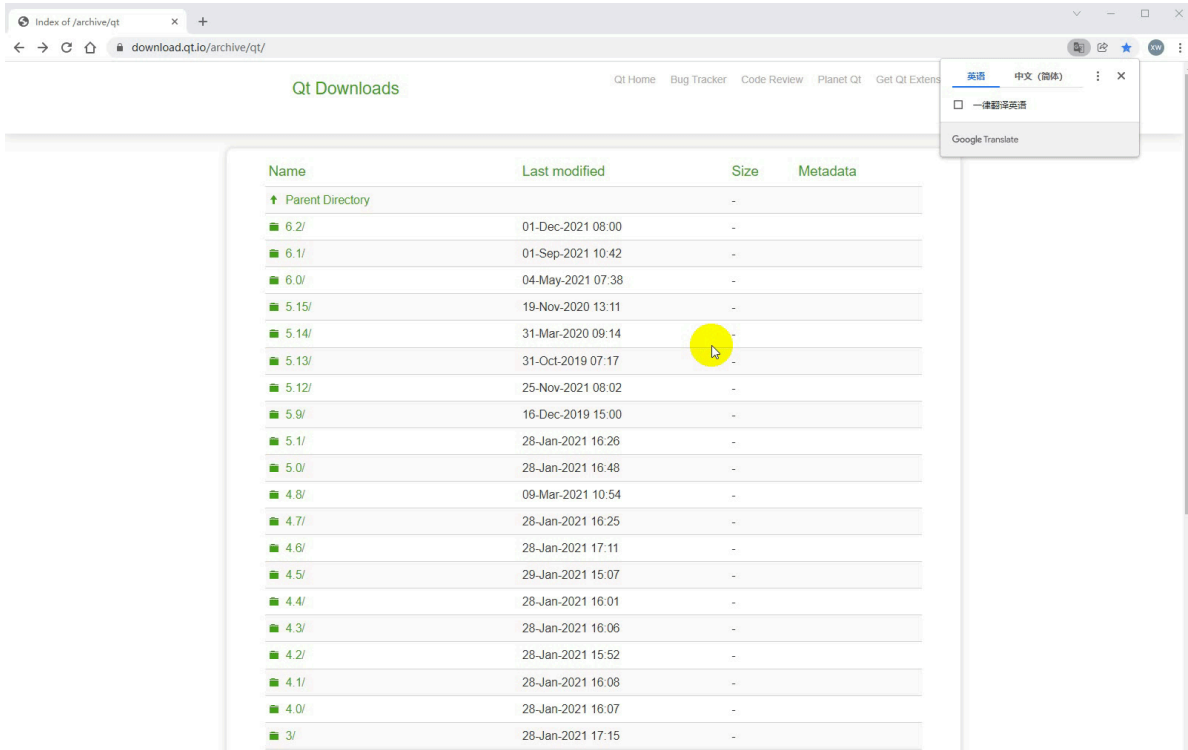 Index of /archive/qt
download.qt.io/archive/qt/
XW
Qt Downloads
Qt Home Bug Tracker Code Review Planet Qt Get Qt Extens
英语 中文 (简体)
一律翻译英语
Google Translate
Name Last modified Size Metadata
Parent Directory -
6.2/ 01-Dec-2021 08:00 -
6.1/ 01-Sep-2021 10:42 -
6.0/ 04-May-2021 07:38 -
5.15/ 19-Nov-2020 13:11 -
5.14/ 31-Mar-2020 09:14 -
5.13/ 31-Oct-2019 07:17 -
5.12/ 25-Nov-2021 08:02 -
5.9/ 16-Dec-2019 15:00 -
5.1/ 28-Jan-2021 16:26 -
5.0/ 28-Jan-2021 16:48 -
4.8/ 09-Mar-2021 10:54 -
4.7/ 28-Jan-2021 16:25 -
4.6/ 28-Jan-2021 17:11 -
4.5/ 29-Jan-2021 15:07 -
4.4/ 28-Jan-2021 16:01 -
4.3/ 28-Jan-2021 16:06 -
4.2/ 28-Jan-2021 15:52 -
4.1/ 28-Jan-2021 16:08 -
4.0/ 28-Jan-2021 16:07 -
3/ 28-Jan-2021 17:15 -